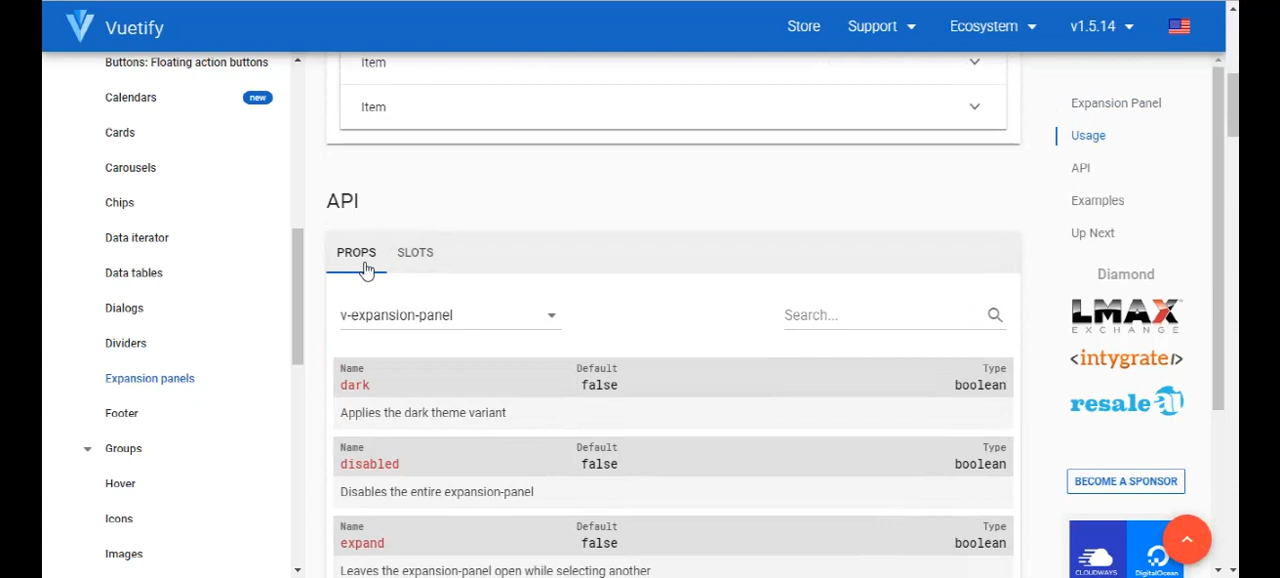 Vuetify
Store
Support
Ecosystem
v1.5.14
Buttons: Floating action buttons
Calendars
new
Cards
Carousels
Chips
Data iterator
Data tables
Dialogs
Dividers
Expansion panels
Footer
Groups
Hover
Icons
Images
Item
Item
API
PROPS SLOTS
v-expansion-panel
Search...
Name Default Type
dark false boolean
Applies the dark theme variant
Name Default Type
disabled false boolean
Disables the entire expansion-panel
Name Default Type
expand false boolean
Leaves the expansion-panel open while selecting another
Expansion Panel
Usage
API
Examples
Up Next
Diamond
LMAX
EXCHANGE
<intygrate/>
resale
BECOME A SPONSOR
CLOUDWAYS
DigitalOcean